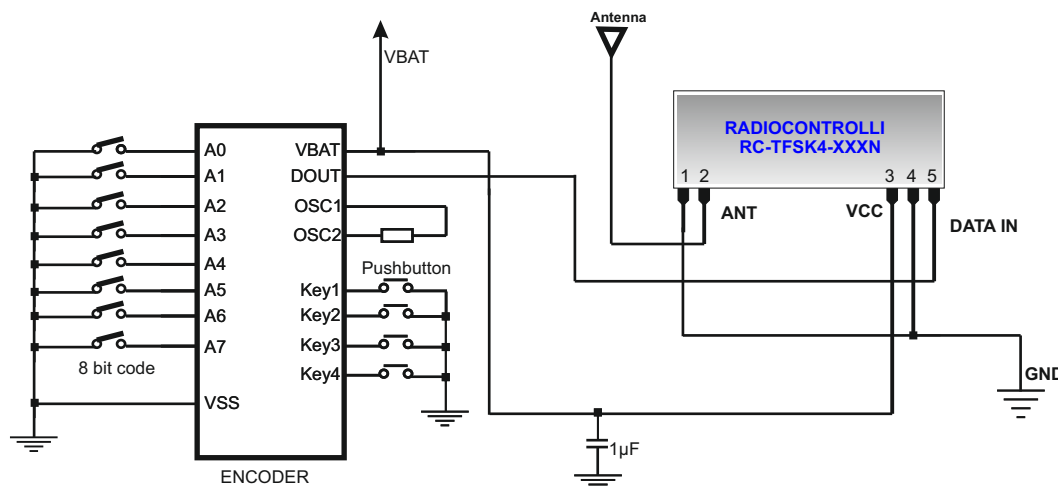 Antenna
VBAT
RADIOCONTROLLI
RC-TFSK4-XXXN
1 2 3 4 5
ANT
VCC
DATA IN
A0
A1
A2
A3
A4
A5
A6
A7
VSS
VBAT
DOUT
OSC1
OSC2
Key1
Key2
Key3
Key4
Pushbutton
8 bit code
ENCODER
1µF
GND